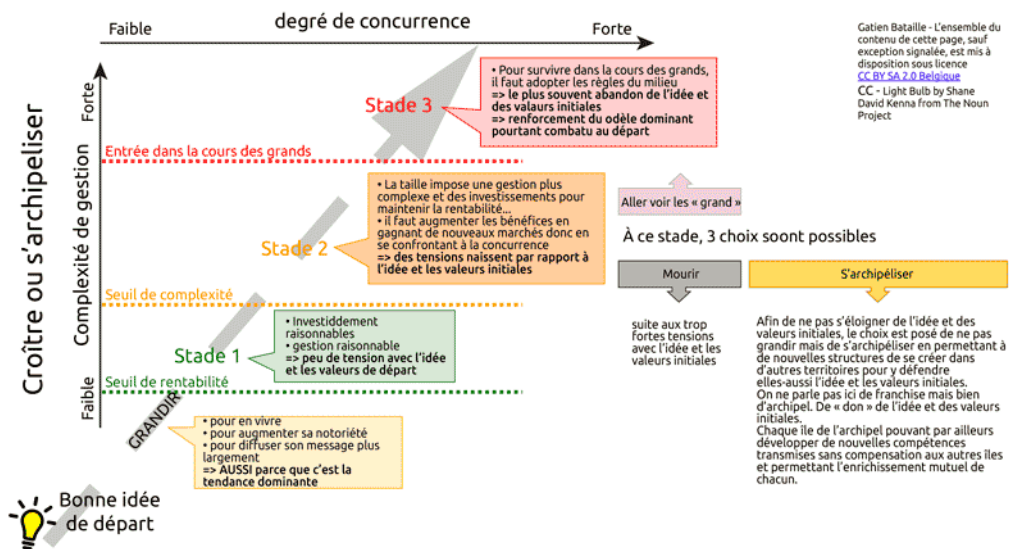 degré de concurrence
Faible
Forte
Croître ou s’archipeliser
Complexité de gestion
Forte
Faible
Stade 3
• Pour survivre dans la cours des grands,
il faut adopter les règles du milieu
=> le plus souvent abandon de l’idée et
des valeurs initiales
=> renforcement du odèle dominant
pourtant combatu au départ
Entrée dans la cours des grands
Stade 2
• La taille impose une gestion plus
complexe et des investissements pour
maintenir la rentabilité...
• il faut augmenter les bénéfices en
gagnant de nouveaux marchés donc en
se confrontant à la concurrence
=> des tensions naissent par rapport à
l’idée et les valeurs initiales
Seuil de complexité
Stade 1
• Investiddement
raisonnables
• gestion raisonnable
=> peu de tension avec l’idée
et les valeurs de départ
Seuil de rentabilité
GRANDIR
• pour en vivre
• pour augmenter sa notoriété
• pour diffuser son message plus
largement
=> AUSSI parce que c’est la
tendance dominante
Bonne idée
de départ
Gatien Bataille - L’ensemble du
contenu de cette page, sauf
exception signalée, est mis à
disposition sous licence
CC BY SA 2.0 Belgique
CC - Light Bulb by Shane
David Kenna from The Noun
Project
Aller voir les « grand »
À ce stade, 3 choix soont possibles
Mourir
suite aux trop
fortes tensions
avec l’idée et les
valeurs initiales
S’archipéliser
Afin de ne pas s’éloigner de l’idée et des
valeurs initiales, le choix est posé de ne pas
grandir mais de s’archipéliser en permettant à
de nouvelles structures de se créer dans
d’autres territoires pour y défendre
elles-aussi l’idée et les valeurs initiales.
On ne parle pas ici de franchise mais bien
d’archipel. De « don » de l’idée et des valeurs
initiales.
Chaque île de l’archipel pouvant par ailleurs
développer de nouvelles compétences
transmises sans compensation aux autres îles
et permettant l’enrichissement mutuel de
chacun.